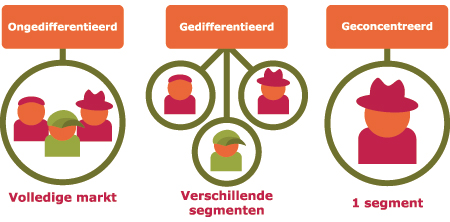 Ongedifferentieerd
Gedifferentieerd
Geconcentreerd
Volledige markt
Verschillende
segmenten
1 segment